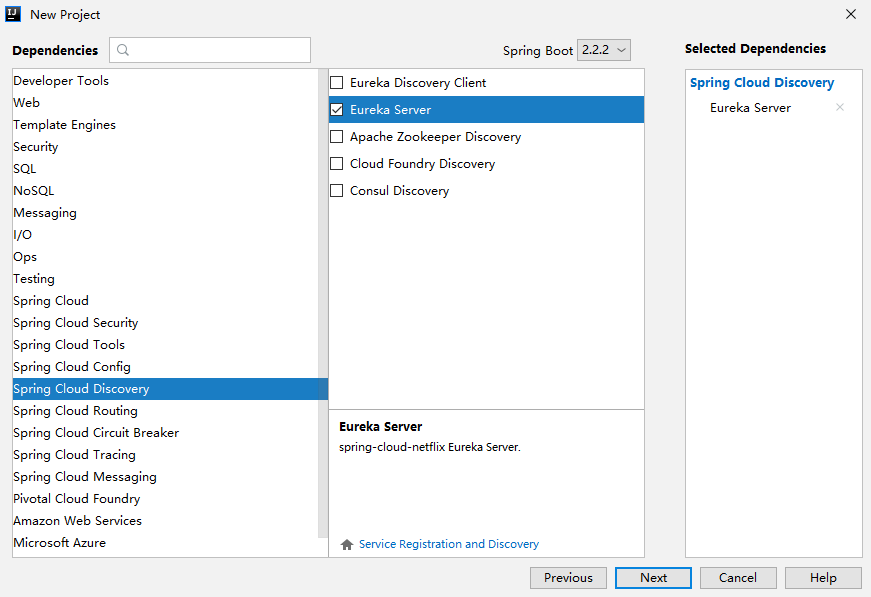 New Project
Dependencies
Spring Boot 2.2.2
Selected Dependencies
Developer Tools
Web
Template Engines
Security
SQL
NoSQL
Messaging
I/O
Ops
Testing
Spring Cloud
Spring Cloud Security
Spring Cloud Tools
Spring Cloud Config
Spring Cloud Discovery
Spring Cloud Routing
Spring Cloud Circuit Breaker
Spring Cloud Tracing
Spring Cloud Messaging
Pivotal Cloud Foundry
Amazon Web Services
Microsoft Azure
Eureka Discovery Client
Eureka Server
Apache Zookeeper Discovery
Cloud Foundry Discovery
Consul Discovery
Eureka Server
spring-cloud-netflix Eureka Server.
Service Registration and Discovery
Spring Cloud Discovery
Eureka Server
Previous
Next
Cancel
Help